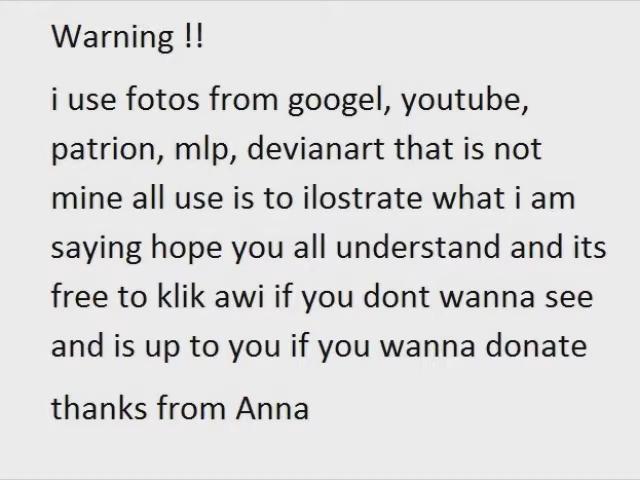 Warning !!
i use fotos from googel, youtube,
patrion, mlp, devianart that is not
mine all use is to ilostrate what i am
saying hope you all understand and its
free to klik awi if you dont wanna see
and is up to you if you wanna donate
thanks from Anna